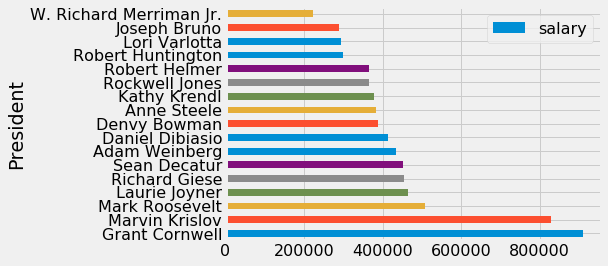 W. Richard Merriman Jr.
Joseph Bruno
Lori Varlotta
Robert Huntington
Robert Helmer
Rockwell Jones
Kathy Krendl
Anne Steele
Denvy Bowman
Daniel Dibiasio
Adam Weinberg
Sean Decatur
Richard Giese
Laurie Joyner
Mark Roosevelt
Marvin Krislov
Grant Cornwell
President
salary
0 200000 400000 600000 800000